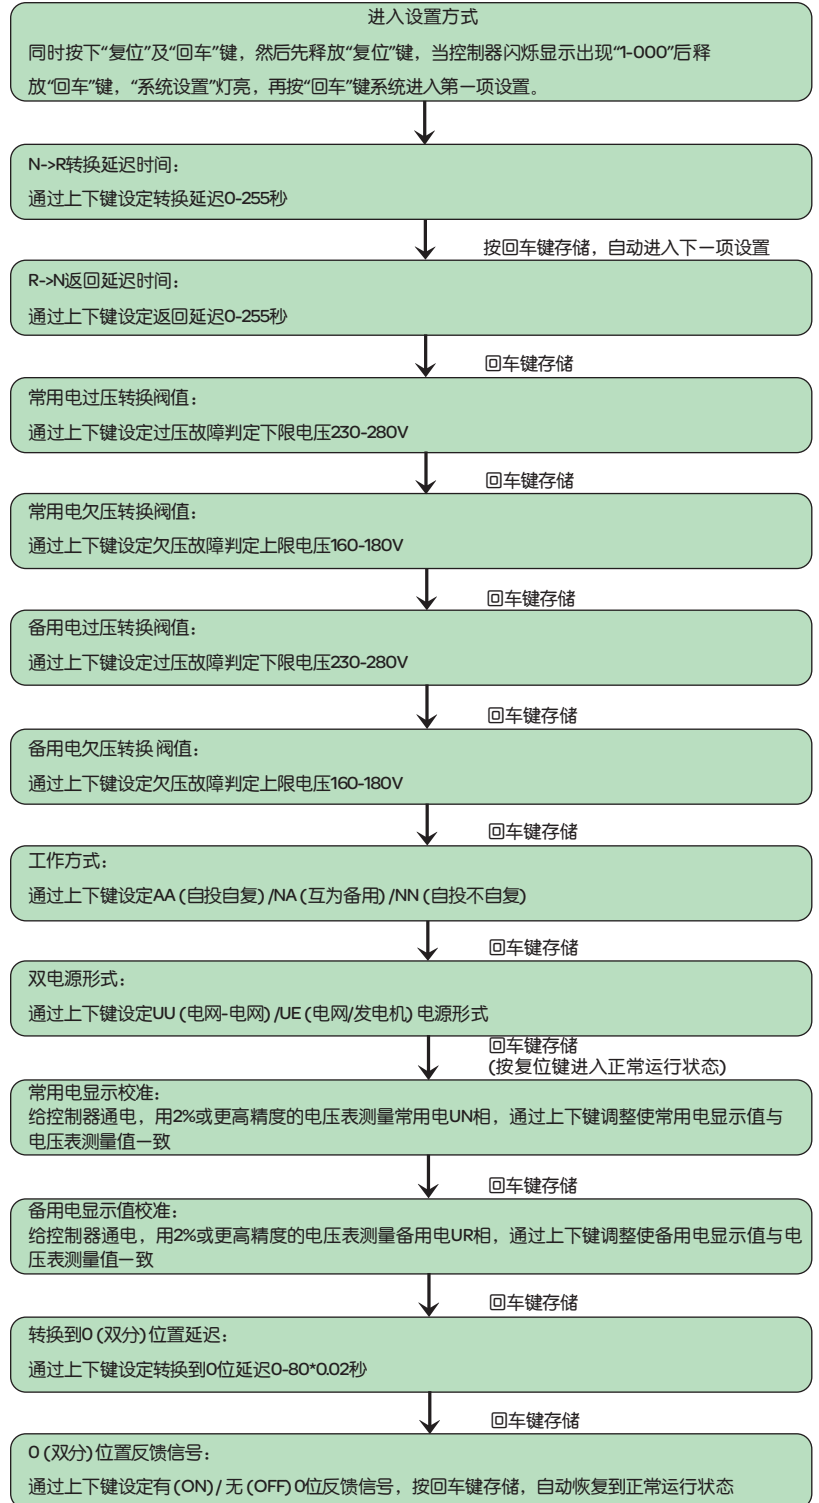 进入设置方式
同时按下“复位”及“回车”键，然后先释放“复位”键，当控制器闪烁显示出现“1-000”后释
放“回车”键，“系统设置”灯亮，再按“回车”键系统进入第一项设置。
N->R转换延迟时间：
通过上下键设定转换延迟0-255秒
按回车键存储，自动进入下一项设置
R->N返回延迟时间：
通过上下键设定返回延迟0-255秒
回车键存储
常用电过压转换阀值：
通过上下键设定过压故障判定下限电压230-280V
回车键存储
常用电欠压转换阀值：
通过上下键设定欠压故障判定上限电压160-180V
回车键存储
备用电过压转换阀值：
通过上下键设定过压故障判定下限电压230-280V
回车键存储
备用电欠压转换阀值：
通过上下键设定欠压故障判定上限电压160-180V
回车键存储
工作方式：
通过上下键设定AA（自投自复）/NA（互为备用）/NN（自投不自复）
回车键存储
双电源形式：
通过上下键设定UU（电网-电网）/UE（电网/发电机）电源形式
回车键存储
(按复位键进入正常运行状态)
常用电显示校准：
给控制器通电，用2%或更高精度的电压表测量常用电UN相，通过上下键调整使常用电显示值与
电压表测量值一致
回车键存储
备用电显示值校准：
给控制器通电，用2%或更高精度的电压表测量备用电UR相，通过上下键调整使备用电显示值与电
压表测量值一致
回车键存储
转换到0（双分）位置延迟：
通过上下键设定转换到0位延迟0-80*0.02秒
回车键存储
0（双分）位置反馈信号：
通过上下键设定有(ON)/无(OFF)0位反馈信号，按回车键存储，自动恢复到正常运行状态